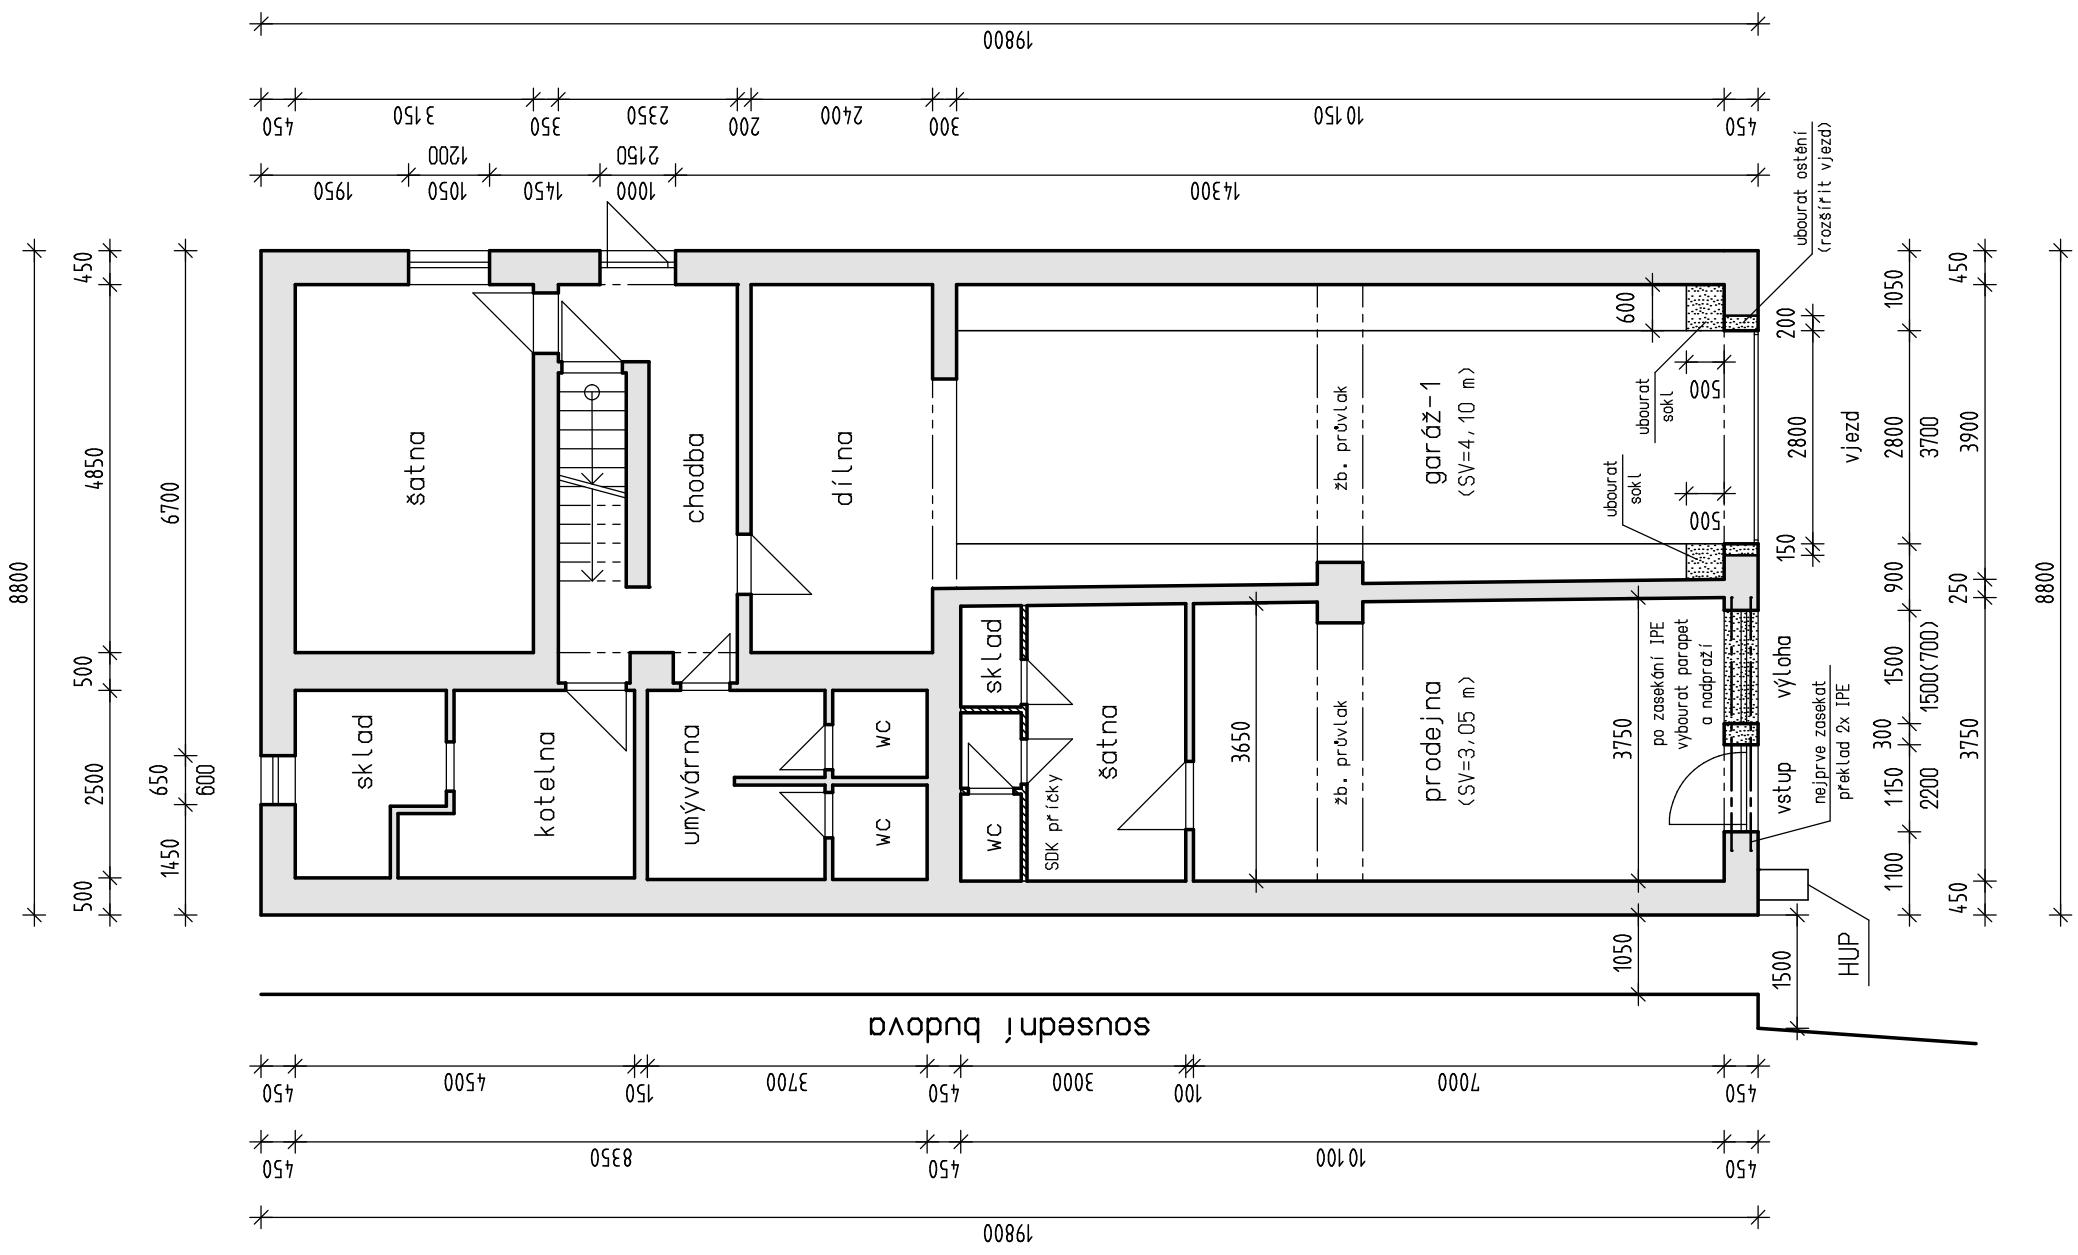 19800
450
3150
350
2350
200
2400
300
10150
450
1200
2150
1950
1050
1450
1000
14300
ubourat ostění
(rozšířit vjezd)
8800
450
4850
500
2500
500
6700
650
600
1450
šatna
chodba
dílna
žb. průvlak
garáž-1
(SV=4,10 m)
600
ubourat
sokl
500
ubourat
sokl
500
200
2800
150
vjezd
1050
2800
3700
900
1500
1500(700)
300
1150
2200
1100
450
3900
250
3750
450
8800
sklad
kotelna
umývárna
WC
WC
sklad
WC
SDK příčky
šatna
3650
žb. průvlak
prodejna
(SV=3,05 m)
3750
po zasekání IPE
vybourat parapet
a nadpraží
výloha
vstup
nejprve zasekat
překlad 2x IPE
HUP
1050
1500
sousední budova
450
4500
150
3700
450
3000
100
7000
450
450
8350
450
10100
450
19800